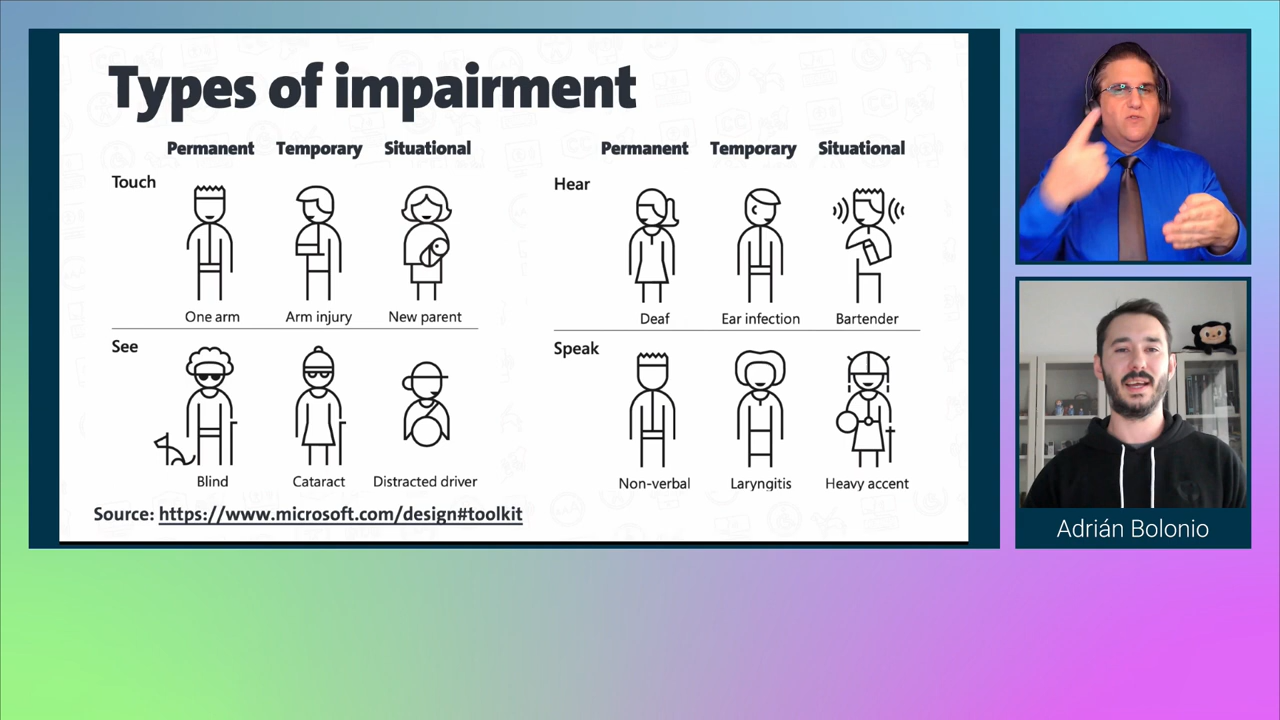 Types of impairment
Permanent Temporary Situational
Touch
One arm Arm injury New parent
See
Blind Cataract Distracted driver
Permanent Temporary Situational
Hear
Deaf Ear infection Bartender
Speak
Non-verbal Laryngitis Heavy accent
Source: https://www.microsoft.com/design#toolkit
Adrián Bolonio